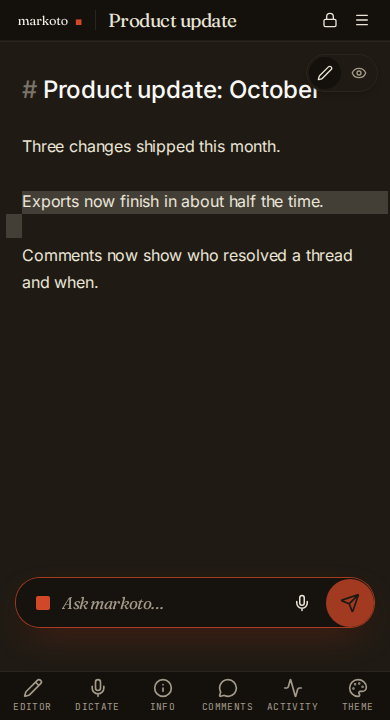 markoto
Product update
# Product update: October
Three changes shipped this month.
Exports now finish in about half the time.
Comments now show who resolved a thread
and when.
Ask markoto...
EDITOR DICTATE INFO COMMENTS ACTIVITY THEME